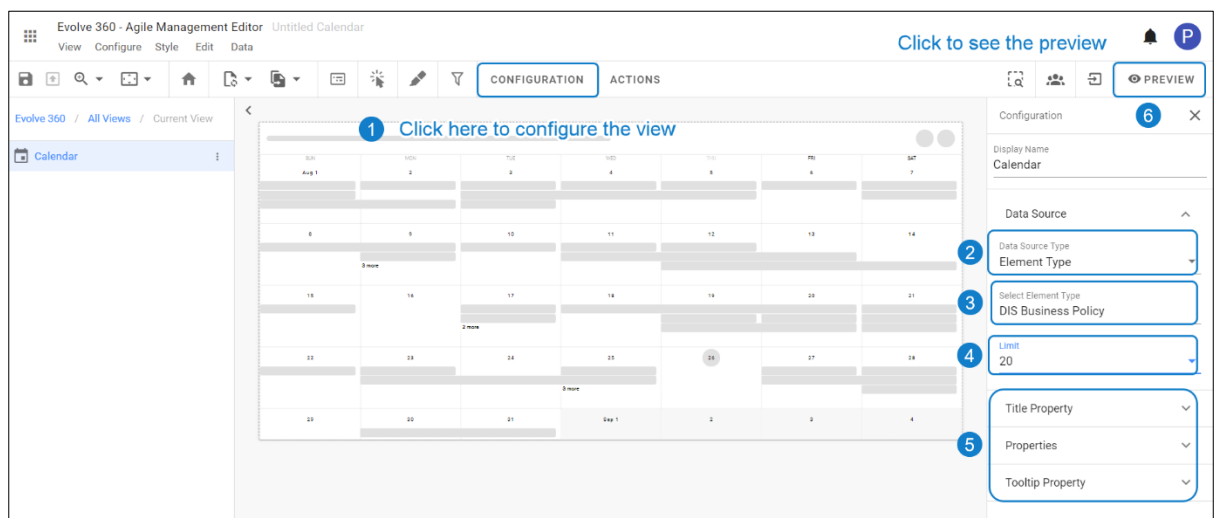 Evolve 360 - Agile Management Editor Untitled Calendar
View Configure Style Edit Data
Click to see the preview
P
CONFIGURATION ACTIONS
PREVIEW
Evolve 360 / All Views / Current View
1 Click here to configure the view
Configuration
6
Display Name
Calendar
Calendar
SUN MON TUE WED THU FRI SAT
Aug 1 2 3 4 5 6 7
Data Source
8 9 10 11 12 13 14
2
Data Source Type
Element Type
3 more
15 16 17 18 19 20 21
3
Select Element Type
DIS Business Policy
2 more
4
Limit
20
22 23 24 25 26 27 28
3 more
Title Property
29 30 31 Sep 1 2 3 4
5
Properties
Tooltip Property